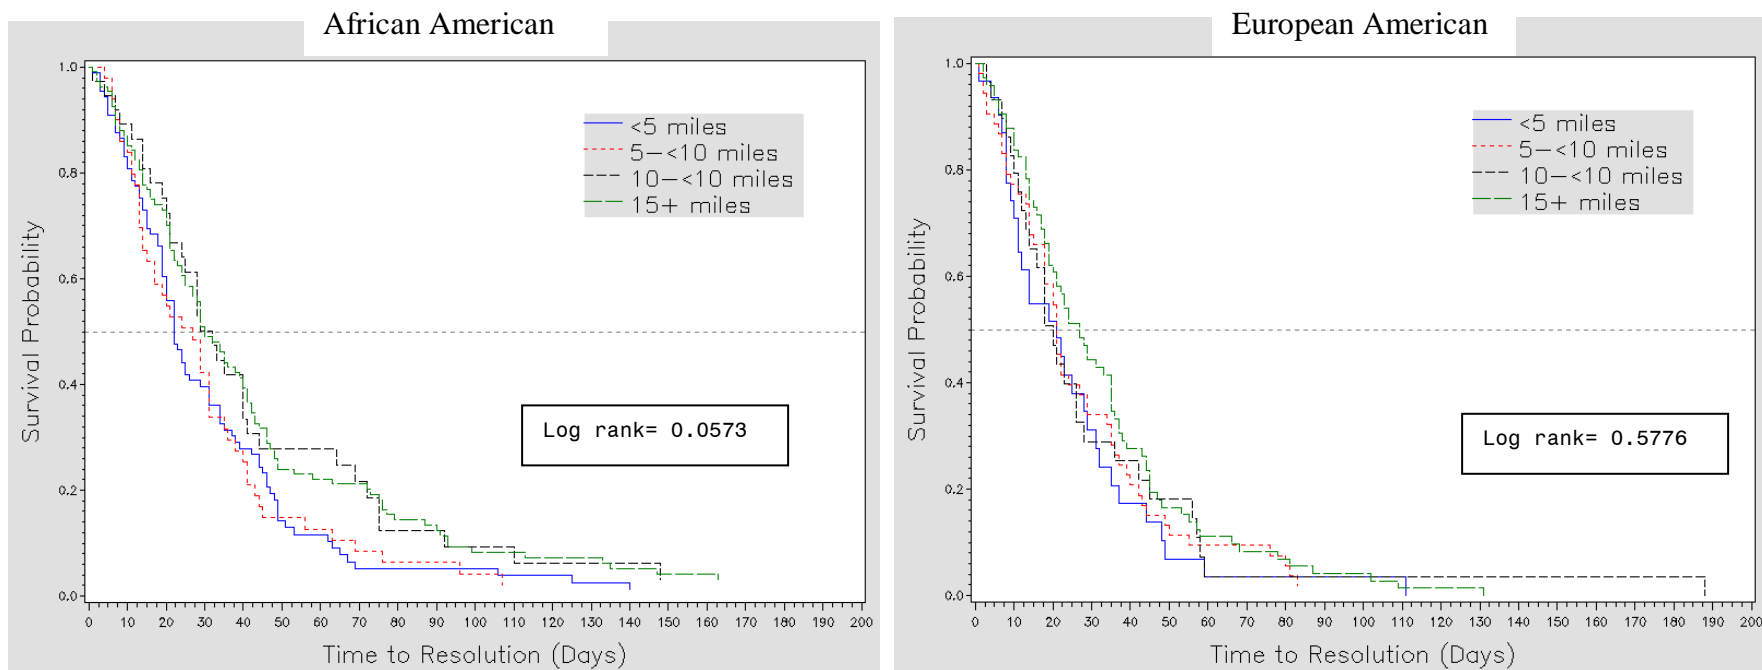 African American
1.0
0.8
0.6
0.4
0.2
0.0
Survival Probability
<5 miles
5-<10 miles
10-<10 miles
15+ miles
Log rank= 0.0573
0 10 20 30 40 50 60 70 80 90 100 110 120 130 140 150 160 170 180 190 200
Time to Resolution (Days)
European American
1.0
0.8
0.6
0.4
0.2
0.0
Survival Probability
<5 miles
5-<10 miles
10-<10 miles
15+ miles
Log rank= 0.5776
0 10 20 30 40 50 60 70 80 90 100 110 120 130 140 150 160 170 180 190 200
Time to Resolution (Days)